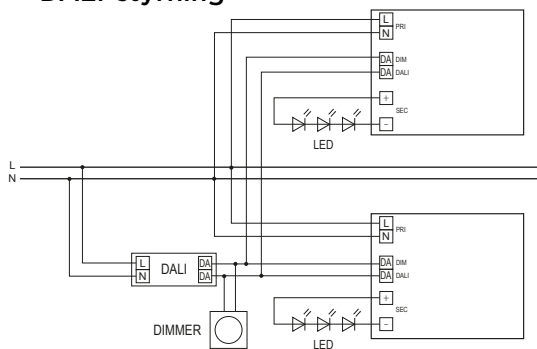 DALI styrning
L
N
PRI
DA DIM
DA DALI
+
SEC
-
LED
L
N
L
N
PRI
L
N
DALI
DA
DA
DA DIM
DA DALI
+
SEC
-
DIMMER
LED